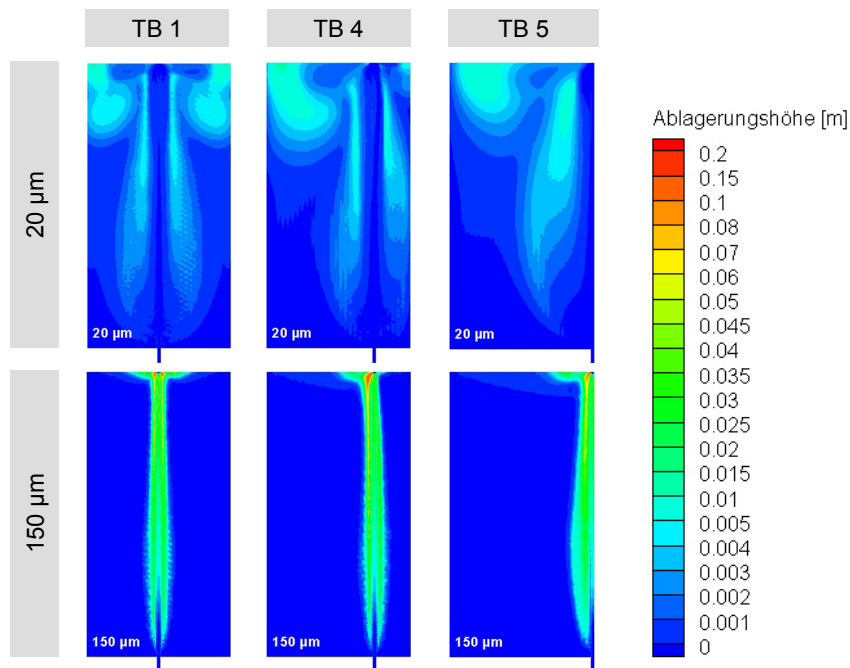 TB 1
TB 4
TB 5
20 µm
20 µm
20 µm
20 µm
150 µm
150 µm
150 µm
150 µm
Ablagerungshöhe [m]
0.2
0.15
0.1
0.08
0.07
0.06
0.05
0.045
0.04
0.035
0.03
0.02
0.015
0.01
0.005
0.004
0.003
0.002
0.001
0